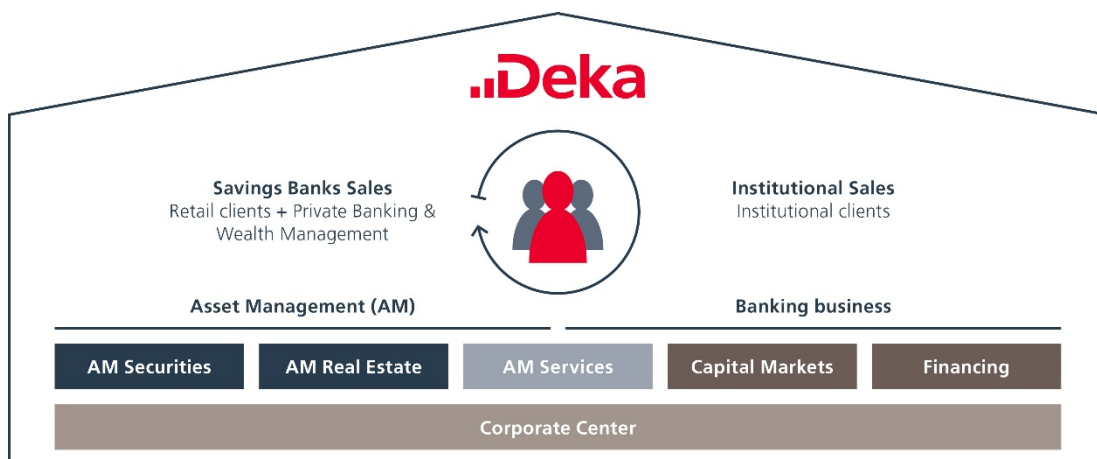 Deka
Savings Banks Sales
Retail clients + Private Banking &
Wealth Management
Institutional Sales
Institutional clients
Asset Management (AM)
Banking business
AM Securities
AM Real Estate
AM Services
Capital Markets
Financing
Corporate Center